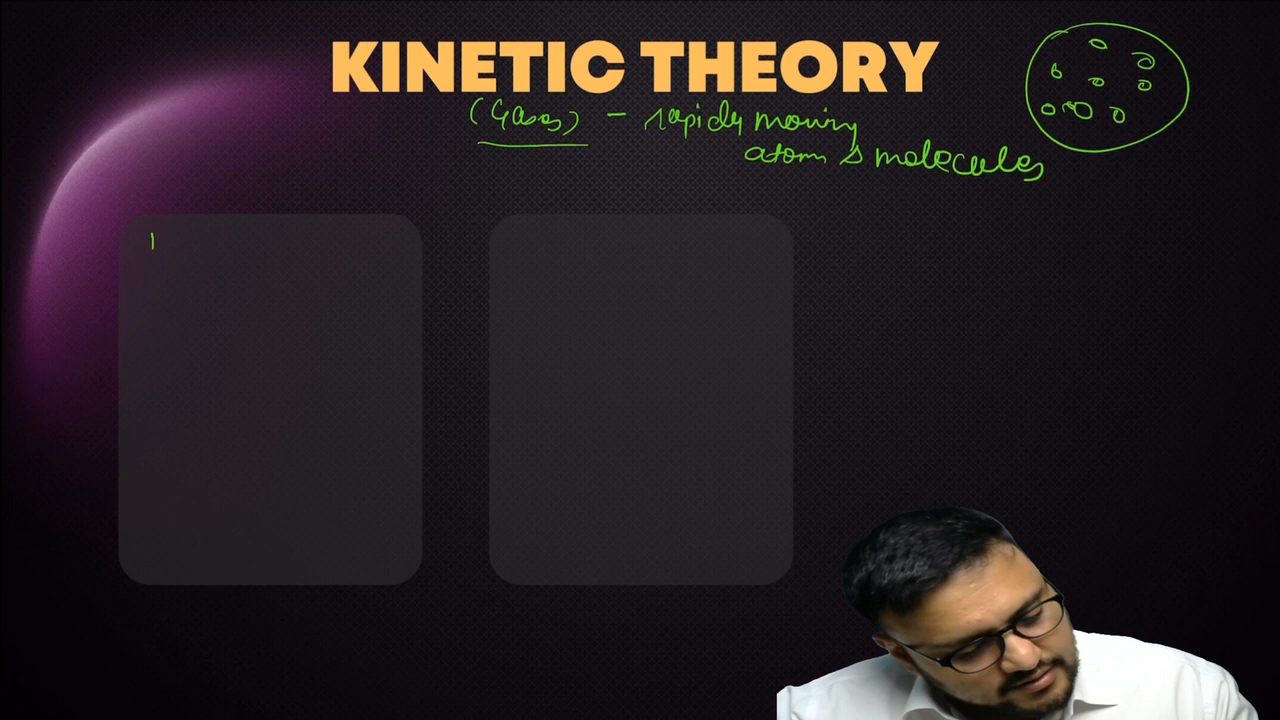 KINETIC THEORY
(Gases) - rapidly moving
atom & molecules
1